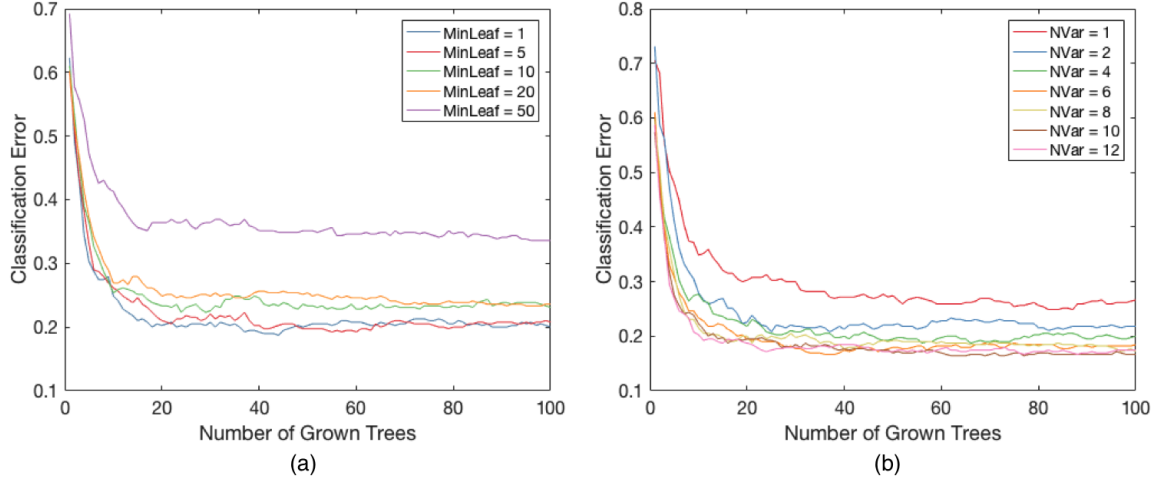 0.7
0.6
0.5
0.4
0.3
0.2
0.1
0 20 40 60 80 100
Classification Error
Number of Grown Trees
MinLeaf = 1
MinLeaf = 5
MinLeaf = 10
MinLeaf = 20
MinLeaf = 50
(a)
0.8
0.7
0.6
0.5
0.4
0.3
0.2
0.1
0 20 40 60 80 100
Classification Error
Number of Grown Trees
NVar = 1
NVar = 2
NVar = 4
NVar = 6
NVar = 8
NVar = 10
NVar = 12
(b)